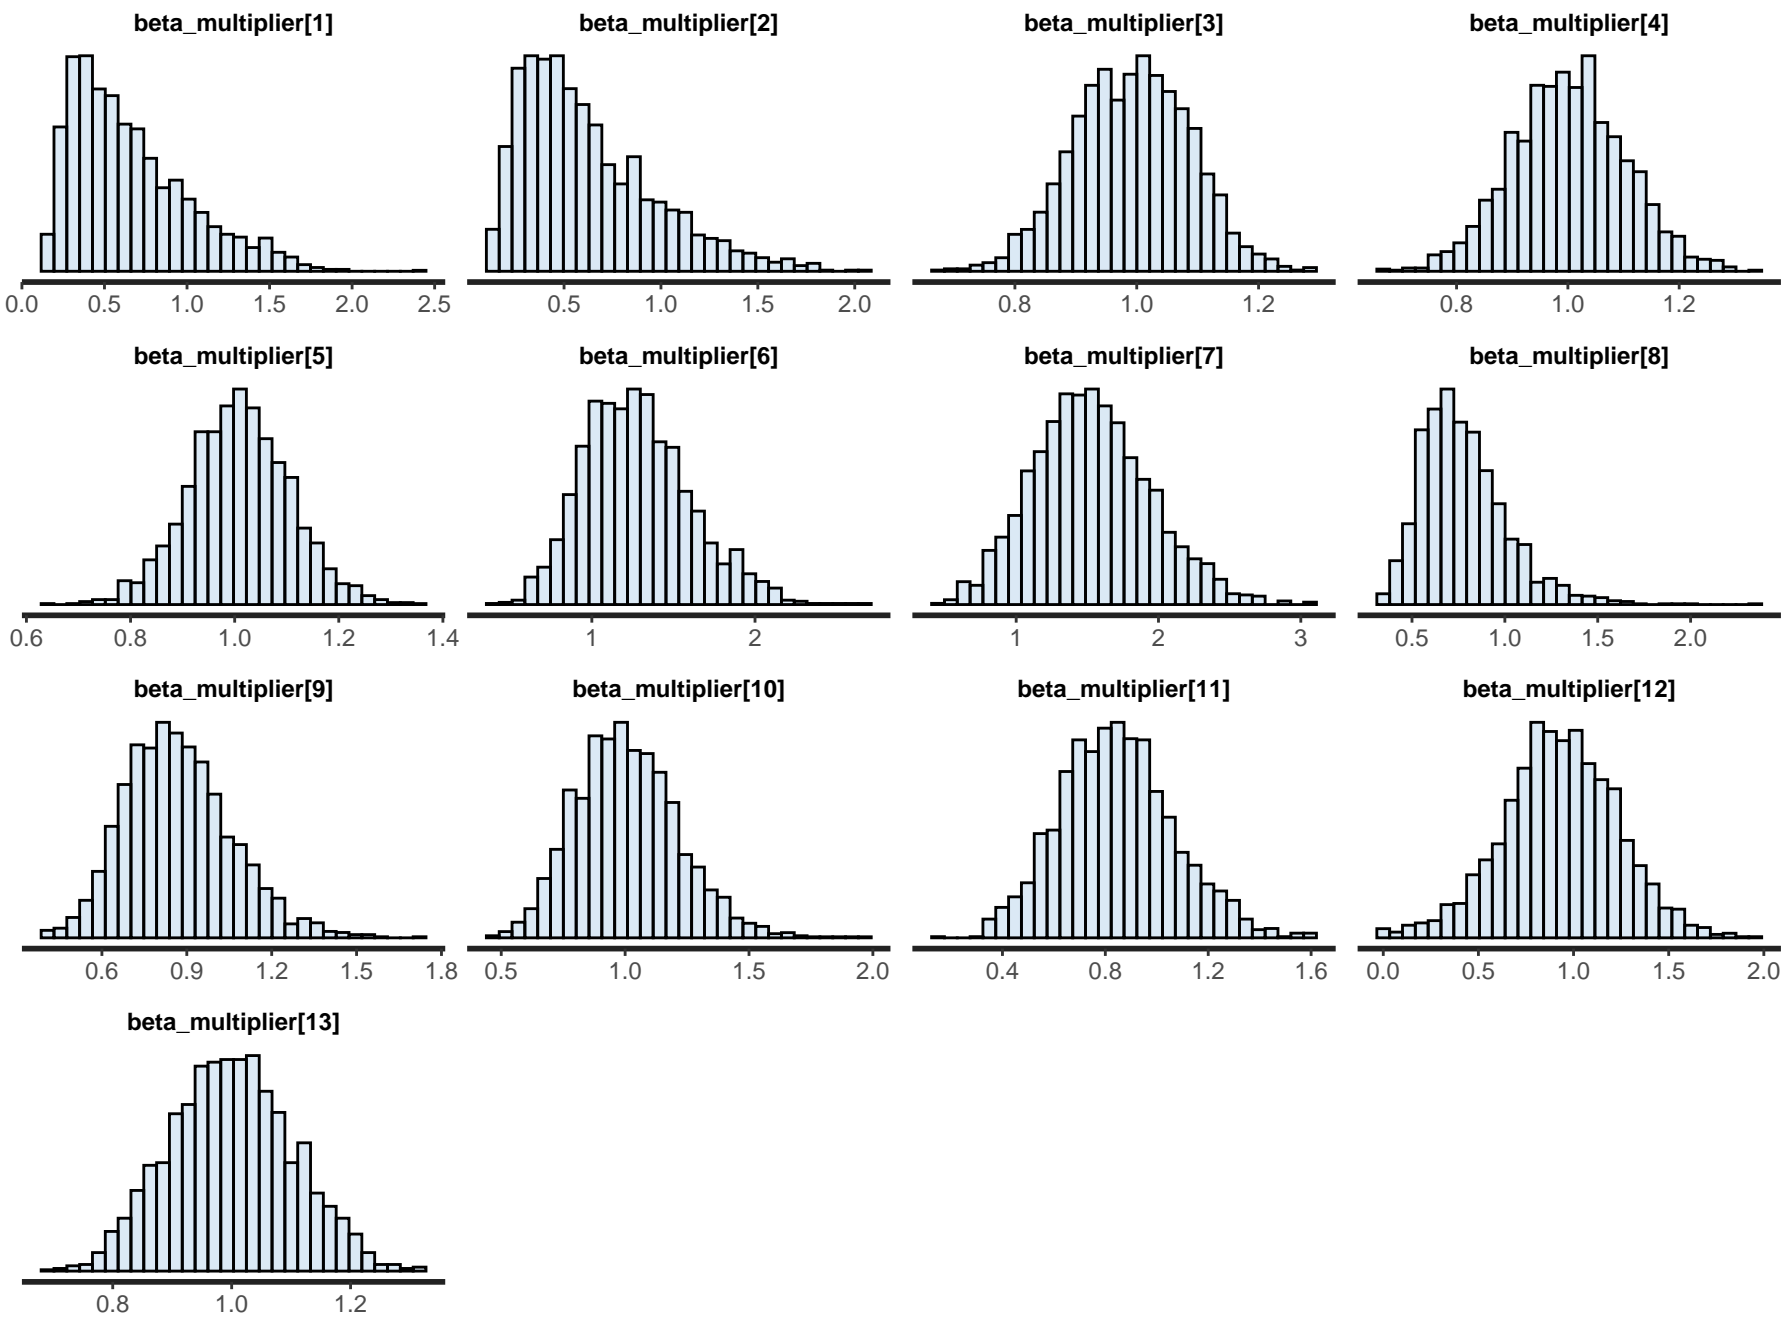 beta_multiplier[1] beta_multiplier[2] beta_multiplier[3] beta_multiplier[4]
0.0 0.5 1.0 1.5 2.0 2.5 0.5 1.0 1.5 2.0 0.8 1.0 1.2 0.8 1.0 1.2
beta_multiplier[5] beta_multiplier[6] beta_multiplier[7] beta_multiplier[8]
0.6 0.8 1.0 1.2 1.4 1 2 1 2 3 0.5 1.0 1.5 2.0
beta_multiplier[9] beta_multiplier[10] beta_multiplier[11] beta_multiplier[12]
0.6 0.9 1.2 1.5 1.8 0.5 1.0 1.5 2.0 0.4 0.8 1.2 1.6 0.0 0.5 1.0 1.5 2.0
beta_multiplier[13]
0.8 1.0 1.2